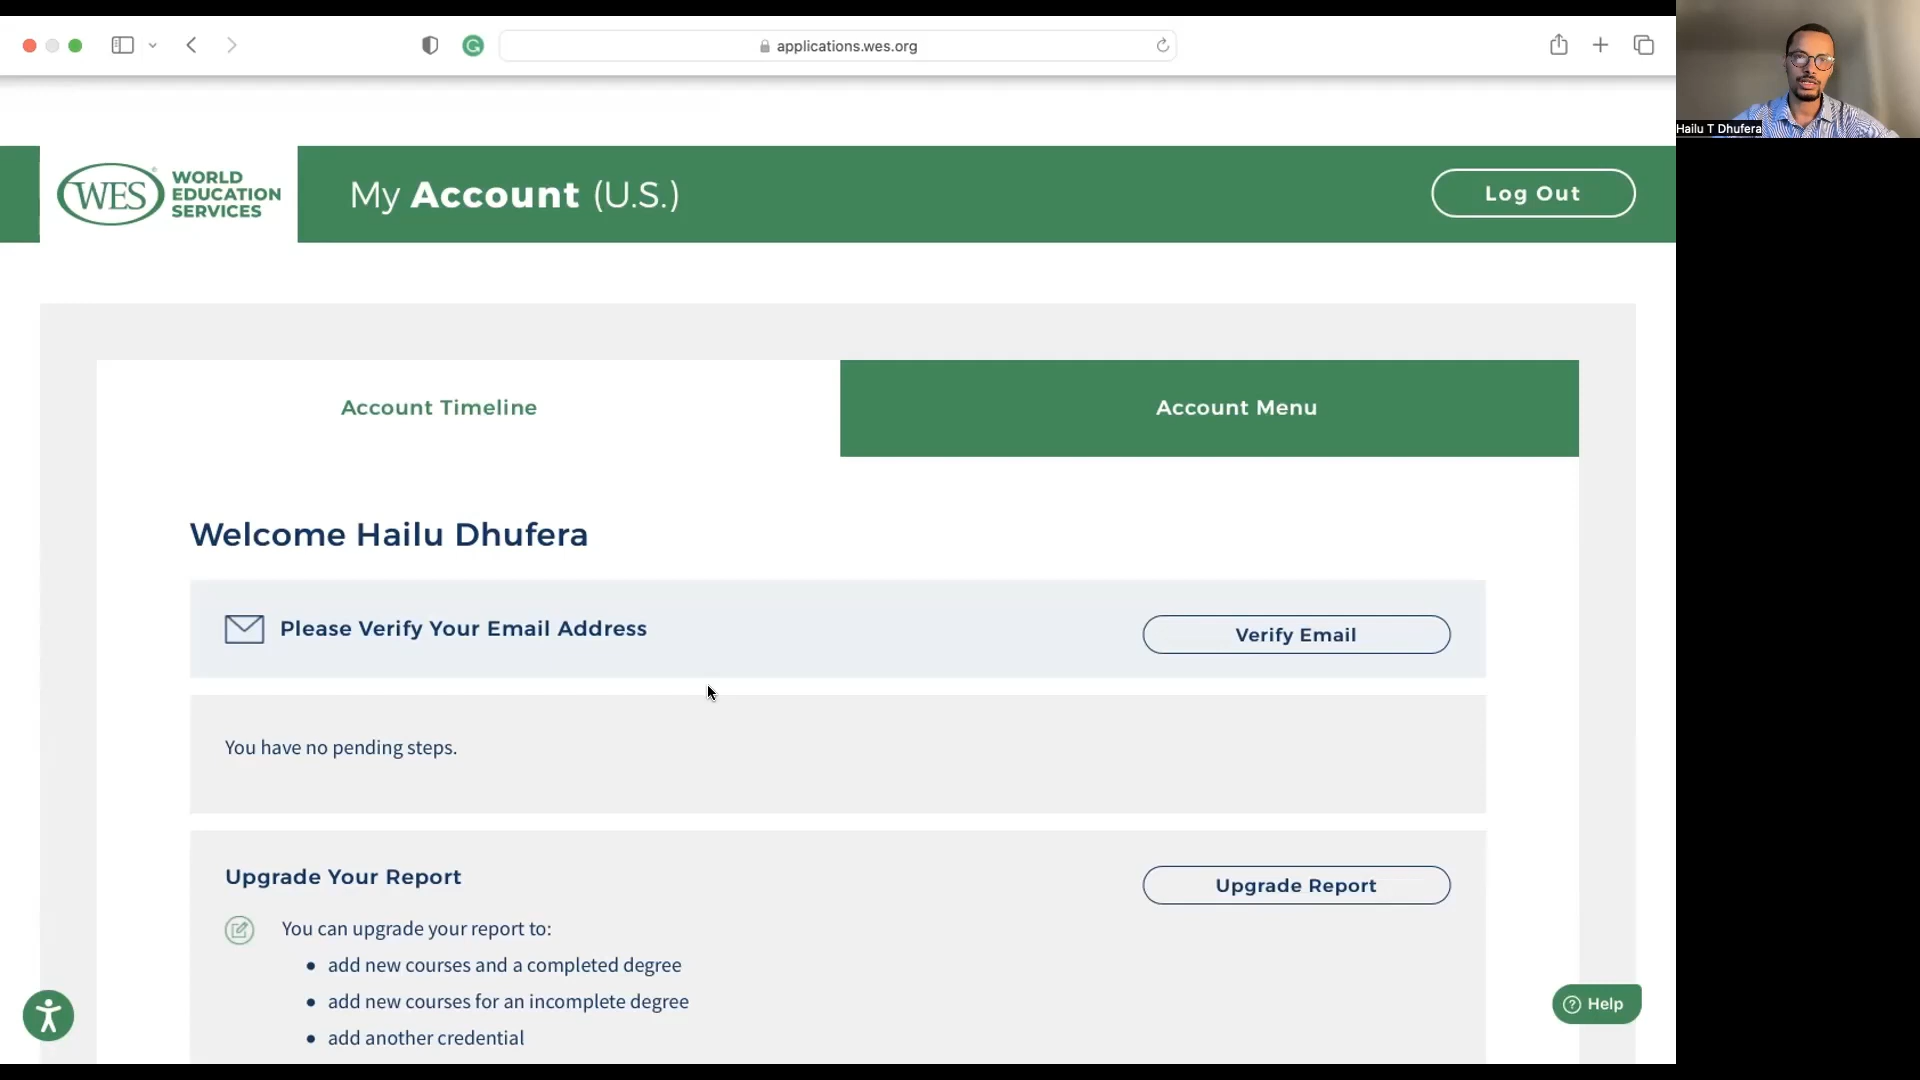 applications.wes.org
Hailu T Dhufera
WES
WORLD
EDUCATION
SERVICES
My Account (U.S.)
Log Out
Account Timeline
Account Menu
Welcome Hailu Dhufera
Please Verify Your Email Address
Verify Email
You have no pending steps.
Upgrade Your Report
Upgrade Report
You can upgrade your report to:
• add new courses and a completed degree
• add new courses for an incomplete degree
• add another credential
Help